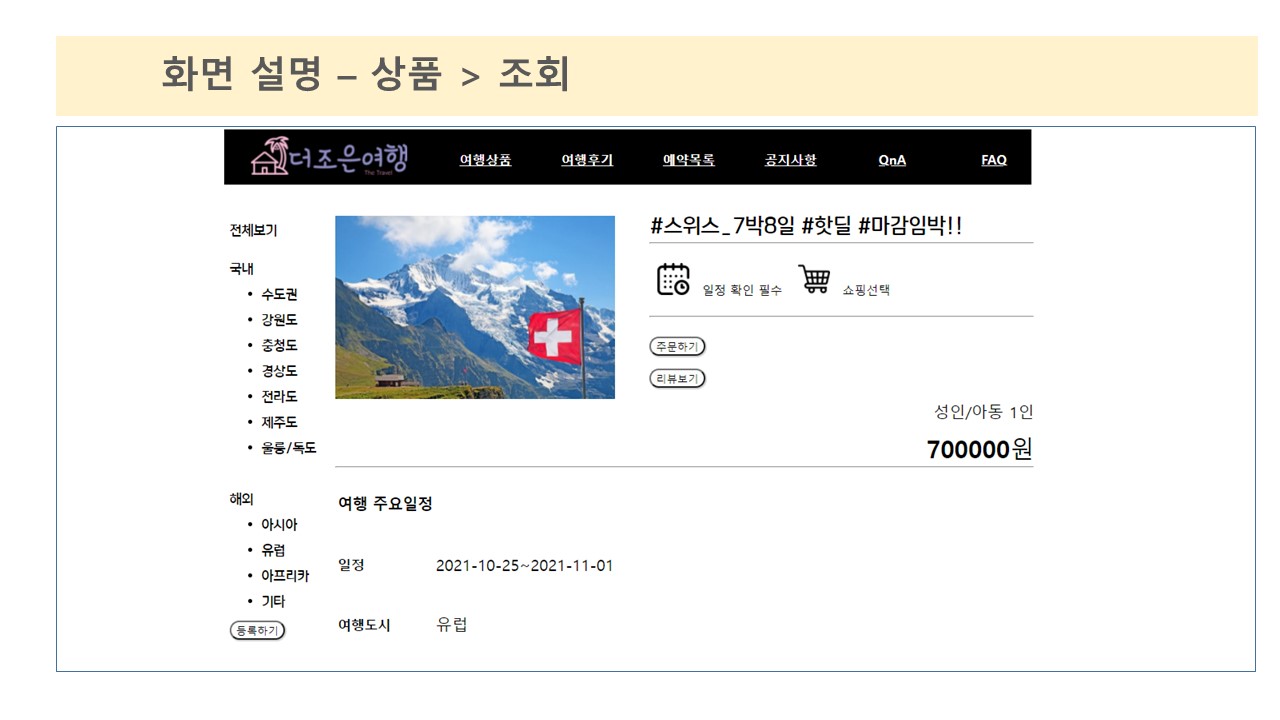 화면 설명 – 상품 > 조회
더조은여행
The Travel
여행상품 여행후기 예약목록 공지사항 QnA FAQ
전체보기
국내
• 수도권
• 강원도
• 충청도
• 경상도
• 전라도
• 제주도
• 울릉/독도
해외
• 아시아
• 유럽
• 아프리카
• 기타
등록하기
#스위스_7박8일 #핫딜 #마감임박!!
일정 확인 필수 쇼핑선택
주문하기
리뷰보기
성인/아동 1인
700000원
여행 주요일정
일정 2021-10-25~2021-11-01
여행도시 유럽